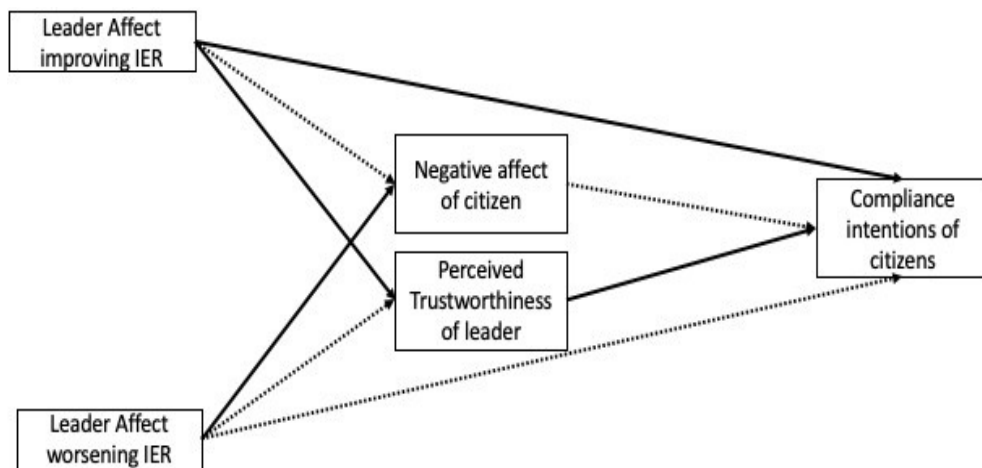 Leader Affect
improving IER
Negative affect
of citizen
Compliance
intentions of
citizens
Perceived
Trustworthiness
of leader
Leader Affect
worsening IER